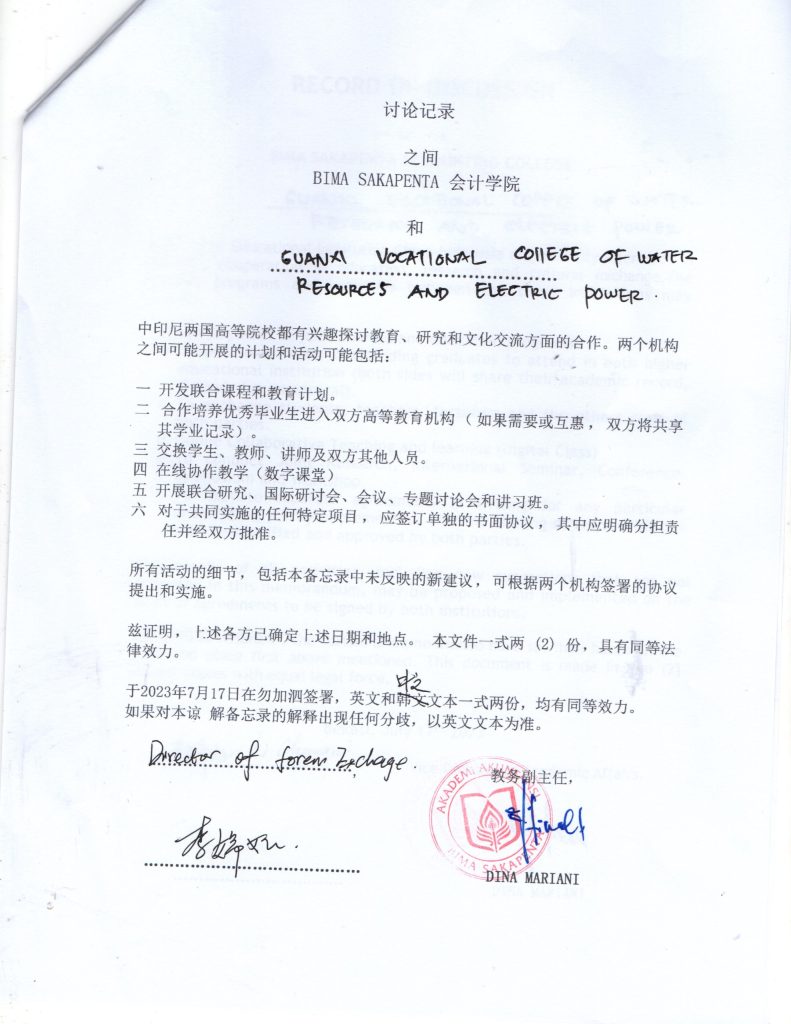 讨论记录
之间
BIMA SAKAPENTA 会计学院
和
GUANXI VOCATIONAL COllEGE OF WATER
RESOURCES AND ELECTRIC POWER.
中印尼两国高等院校都有兴趣探讨教育、研究和文化交流方面的合作。两个机构
之间可能开展的计划和活动可能包括:
一 开发联合课程和教育计划。
二 合作培养优秀毕业生进入双方高等教育机构 ( 如果需要或互惠 , 双方将共享
其学业记录) 。
三 交换学生、教师、讲师及双方其他人员。
四 在线协作教学 (数字课堂)
五 开展联合研究、国际研讨会、会议、专题讨论会和讲习班。
六 对于共同实施的任何特定项目 , 应签订单独的书面协议 , 其中应明确分担责
任并经双方批准。
所有活动的细节 , 包括本备忘录中未反映的新建议 , 可根据两个机构签署的协议
提出和实施。
兹证明 , 上述各方已确定上述日期和地点。 本文件一式两 (2) 份 , 具有同等法
律效力。
中文
于2023年7月17日在勿加泗签署 , 英文和韩文文本一式两份 , 均有同等效力。
如果对本谅 解备忘录的解释出现任何分歧 , 以英文文本为准。
Director of forem Exchage.
教务副主任,
AKADEMI AKUNTANSI
BIMA SAKAPENTA
DINA MARIANI